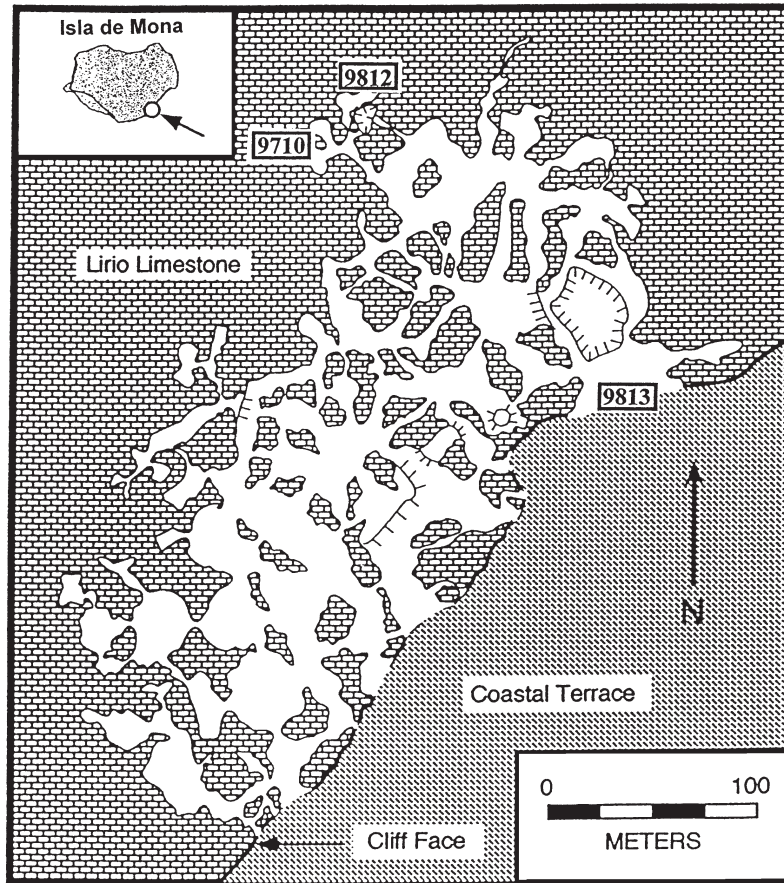 Isla de Mona
9812
9710
Lirio Limestone
9813
N
Coastal Terrace
0 100
METERS
Cliff Face